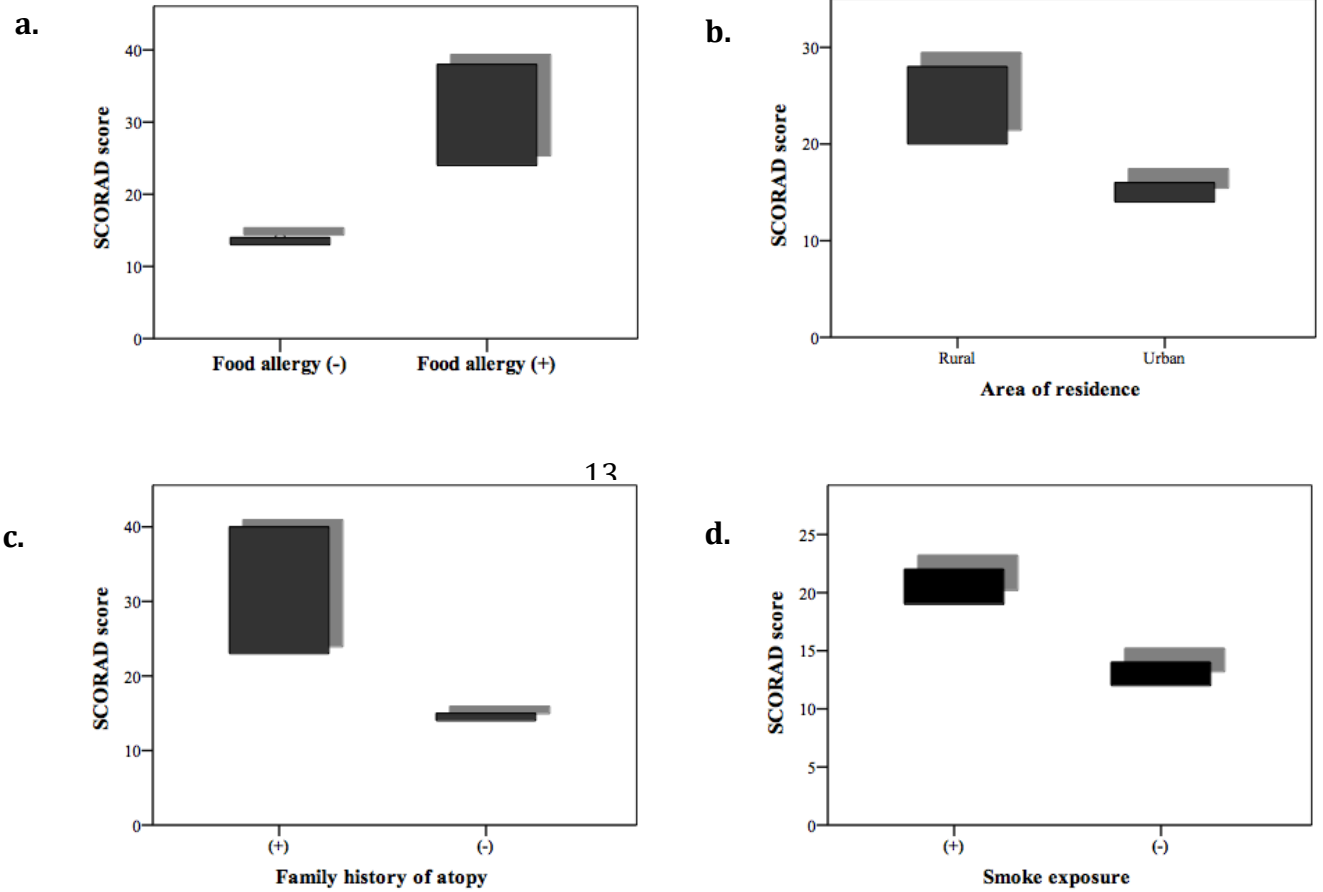 a.
SCORAD score
40
30
20
10
0
Food allergy (-) Food allergy (+)
b.
SCORAD score
30
20
10
0
Rural Urban
Area of residence
13
c.
SCORAD score
40
30
20
10
0
(+) (-)
Family history of atopy
d.
SCORAD score
25
20
15
10
5
0
(+) (-)
Smoke exposure